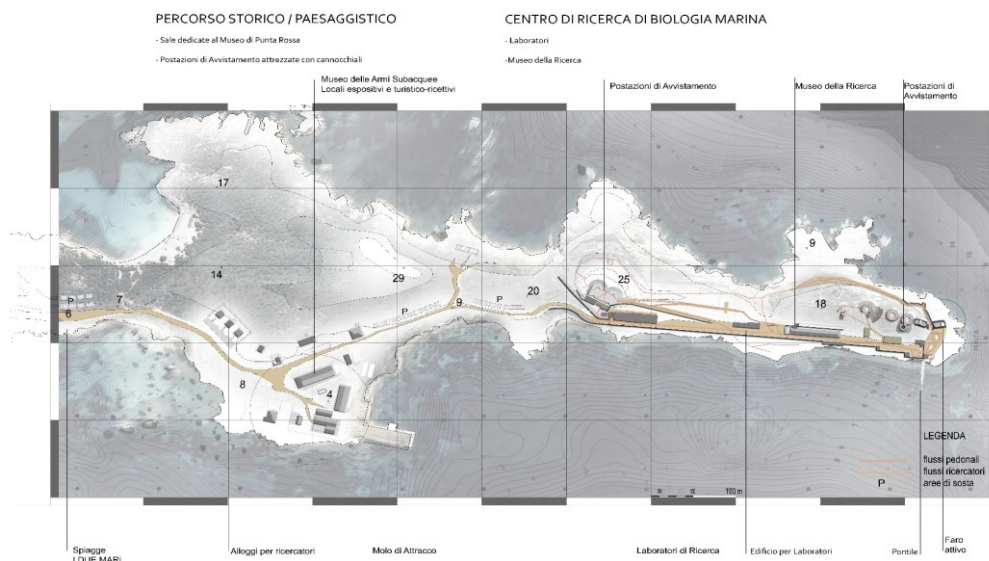 PERCORSO STORICO / PAESAGGISTICO
- Sale dedicate al Museo di Punta Rossa
- Postazioni di Avvistamento attrezzate con cannocchiali
CENTRO DI RICERCA DI BIOLOGIA MARINA
- Laboratori
-Museo della Ricerca
Museo delle Armi Subacquee
Locali espositivi e turistico-ricettivi
Postazioni di Avvistamento
Museo della Ricerca
Postazioni di
Avvistamento
17
14
29
9
25
20
18
9
P
6
7
P
P
8
4
LEGENDA
flussi pedonali
flussi ricercatori
P aree di sosta
100 m
Spiagge
I DUE MARI
Alloggi per ricercatori
Molo di Attracco
Laboratori di Ricerca
Edificio per Laboratori
Pontile
Faro
attivo